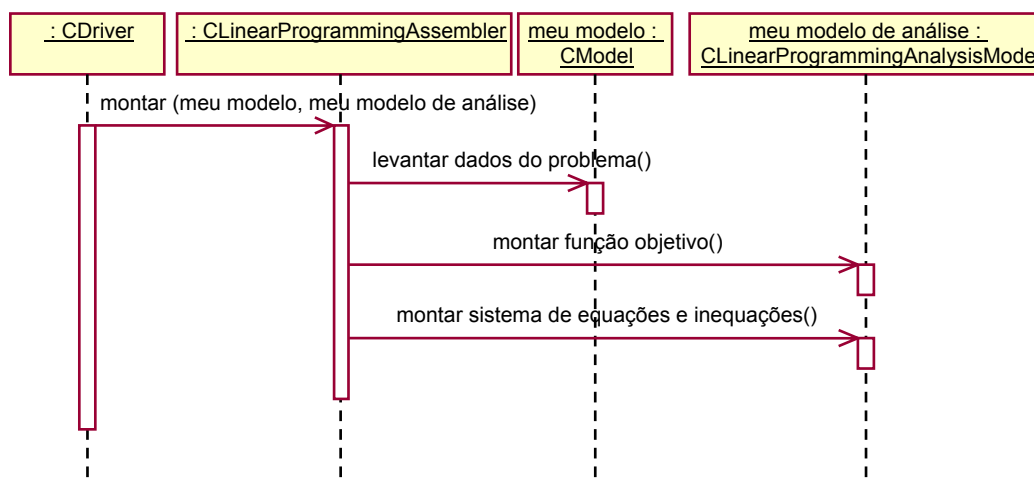 : CDriver
: CLinearProgrammingAssembler
meu modelo :
CModel
meu modelo de análise :
CLinearProgrammingAnalysisMode
montar (meu modelo, meu modelo de análise)
levantar dados do problema()
montar função objetivo()
montar sistema de equações e inequações()